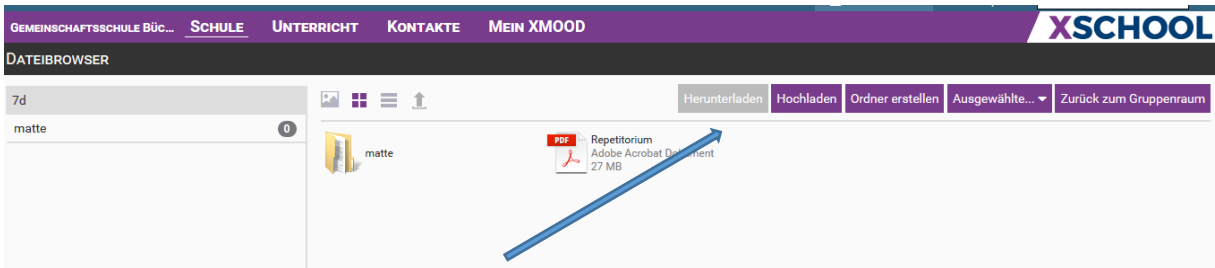 GEMEINSCHAFTSSCHULE BÜC... SCHULE UNTERRICHT KONTAKTE MEIN XMOOD XSCHOOL
DATEIBROWSER
7d
Herunterladen Hochladen Ordner erstellen Ausgewählte... Zurück zum Gruppenraum
matte 0
matte
PDF Repetitorium
Adobe Acrobat Dokument
27 MB